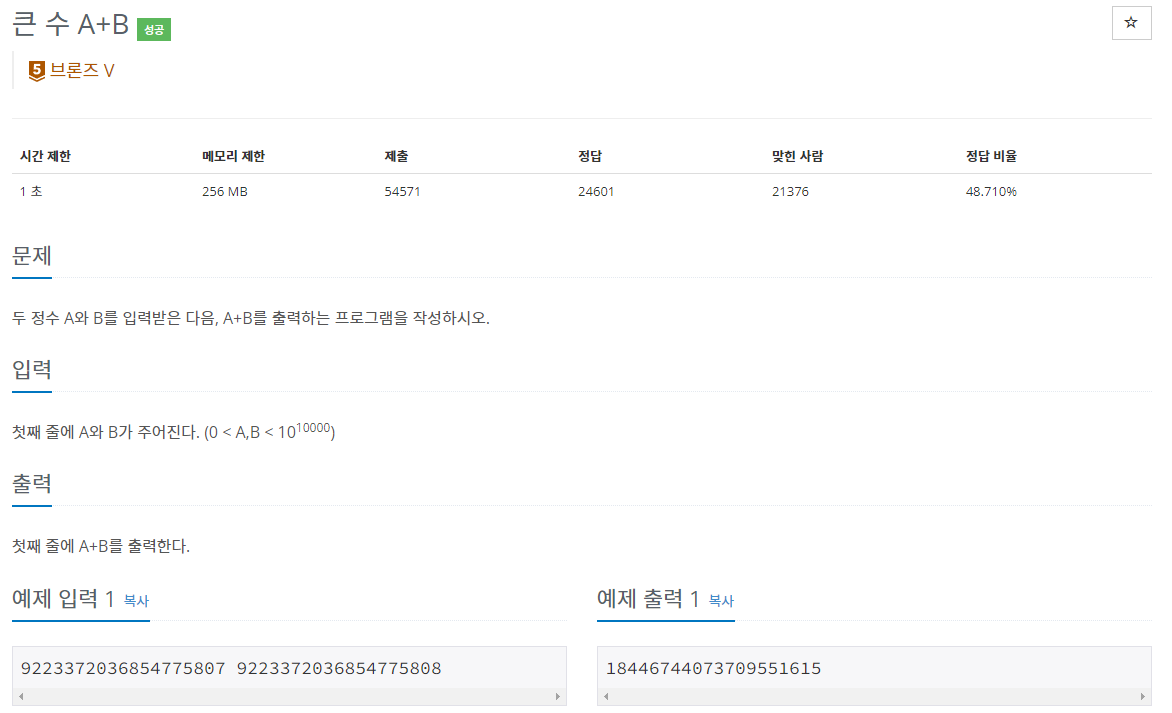 큰 수 A+B 성공
☆
5 브론즈 V
시간 제한 메모리 제한 제출 정답 맞힌 사람 정답 비율
1 초 256 MB 54571 24601 21376 48.710%
문제
두 정수 A와 B를 입력받은 다음, A+B를 출력하는 프로그램을 작성하시오.
입력
첫째 줄에 A와 B가 주어진다. (0 < A,B < 10^10000)
출력
첫째 줄에 A+B를 출력한다.
예제 입력 1 복사
9223372036854775807 9223372036854775808
예제 출력 1 복사
18446744073709551615